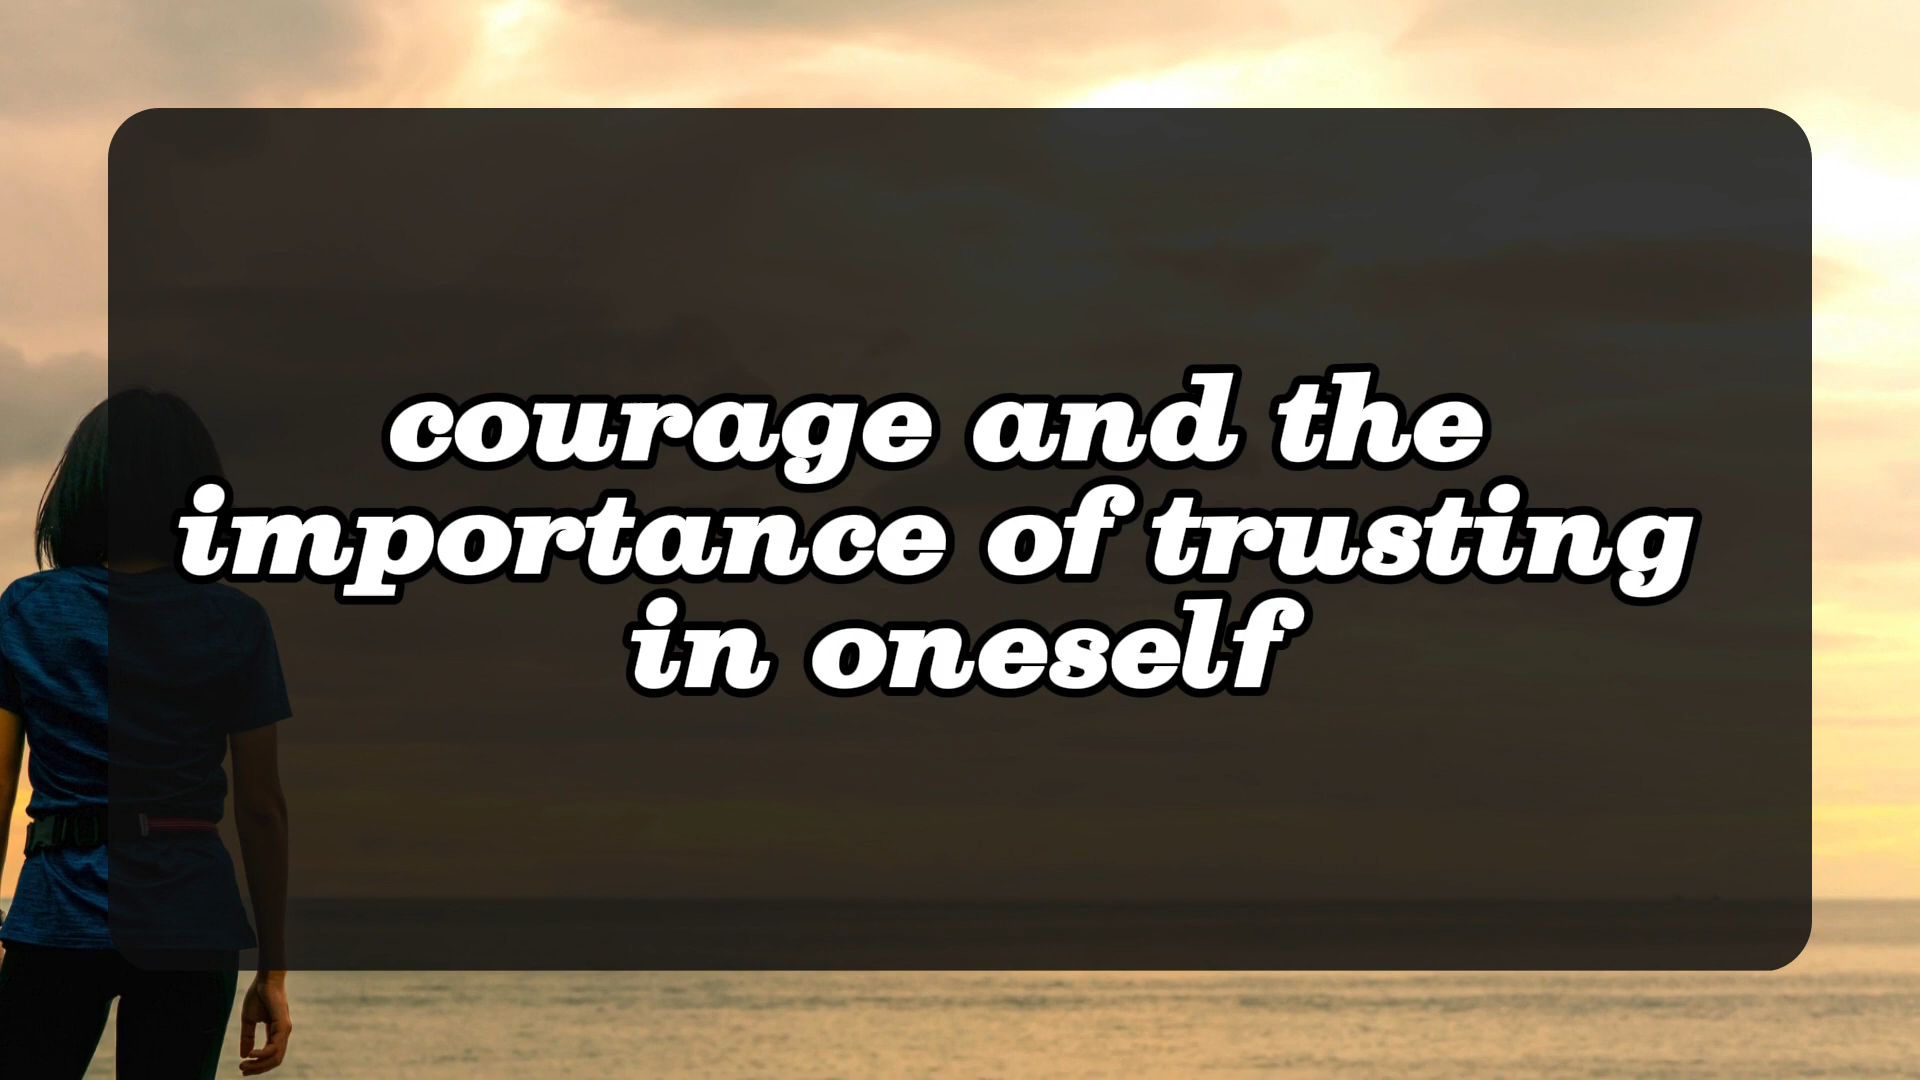 courage and the
importance of trusting
in oneself